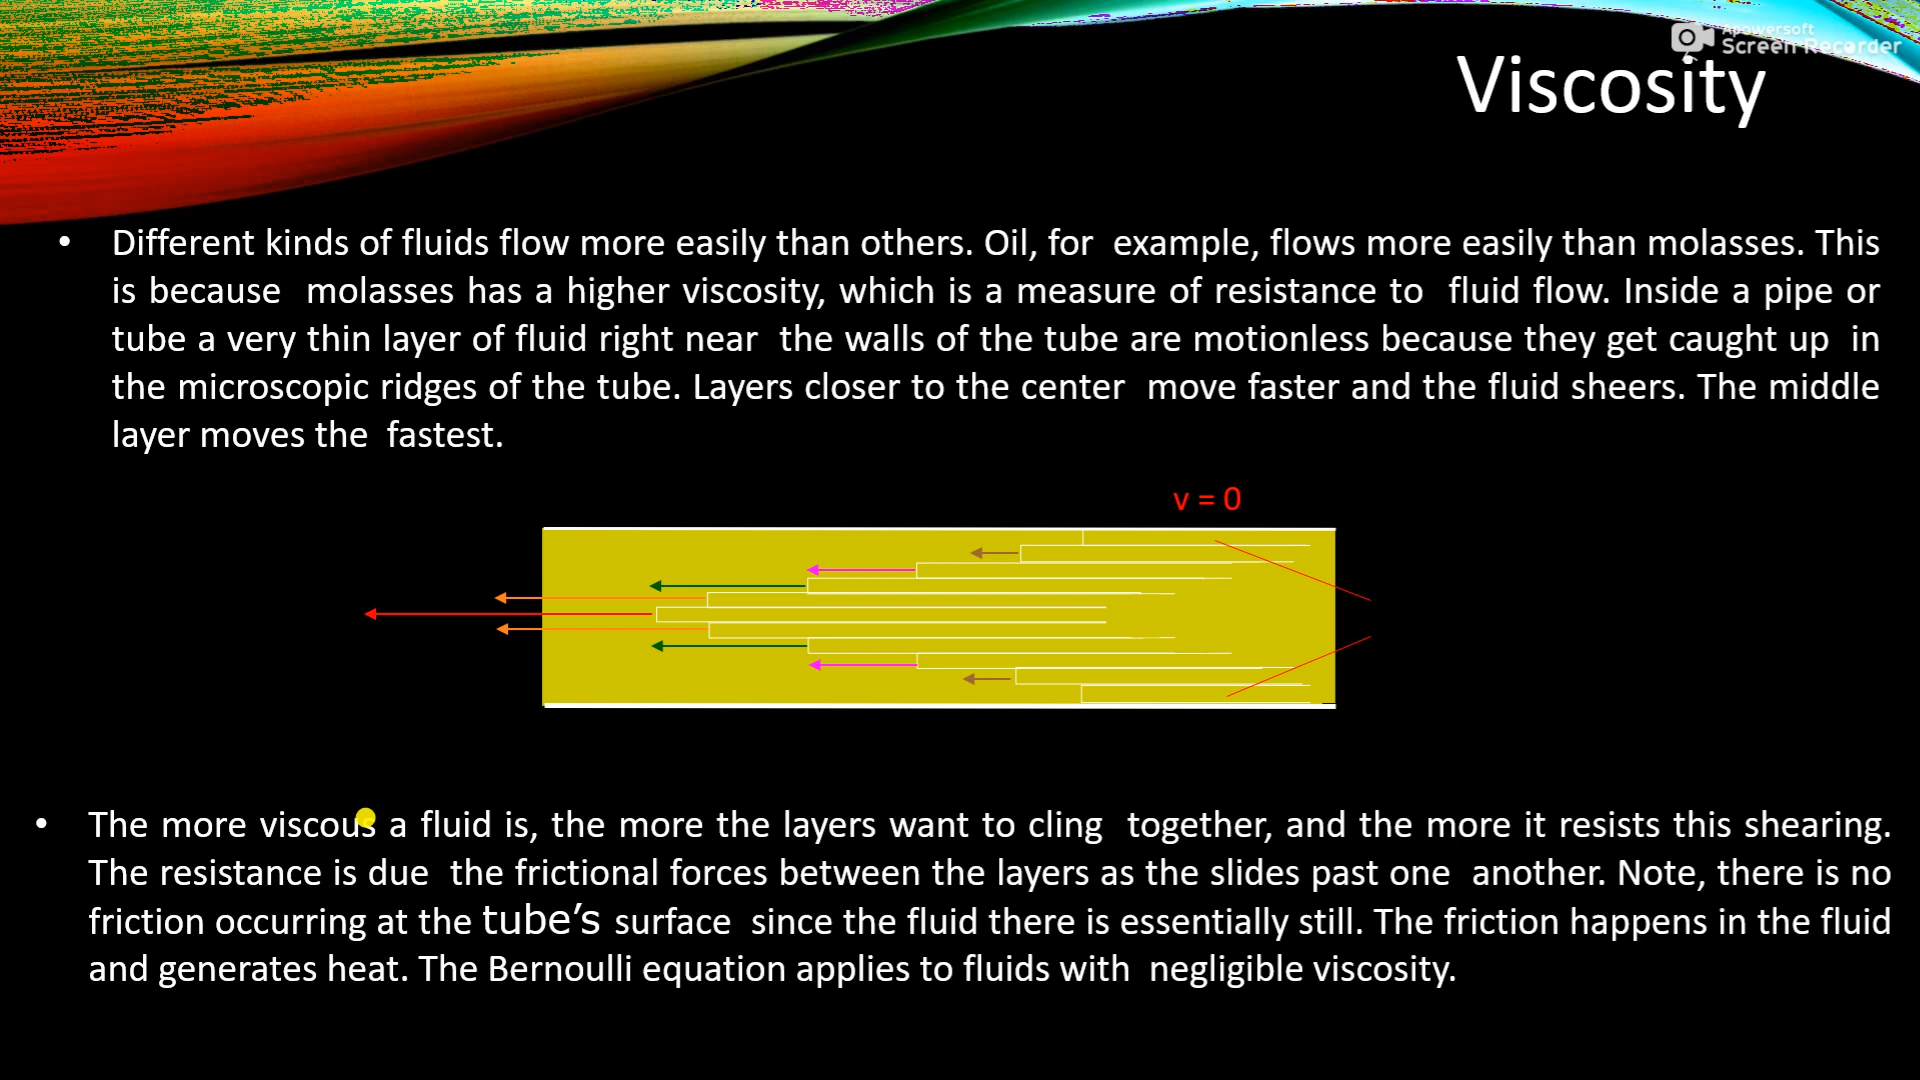 Apowersoft
Screen Recorder
Viscosity
• Different kinds of fluids flow more easily than others. Oil, for example, flows more easily than molasses. This
is because molasses has a higher viscosity, which is a measure of resistance to fluid flow. Inside a pipe or
tube a very thin layer of fluid right near the walls of the tube are motionless because they get caught up in
the microscopic ridges of the tube. Layers closer to the center move faster and the fluid sheers. The middle
layer moves the fastest.
v = 0
• The more viscous a fluid is, the more the layers want to cling together, and the more it resists this shearing.
The resistance is due the frictional forces between the layers as the slides past one another. Note, there is no
friction occurring at the tube’s surface since the fluid there is essentially still. The friction happens in the fluid
and generates heat. The Bernoulli equation applies to fluids with negligible viscosity.